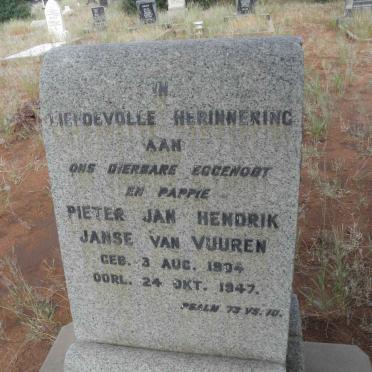 IN
LIEFDEVOLLE HERINNERING
AAN
ONS DIERBARE EGGENOOT
EN PAPPIE
PIETER JAN HENDRIK
JANSE VAN VUUREN
GEB. 3 AUG. 1904
OORL. 24 OKT. 1947.
PSALM 73 VS. 10.